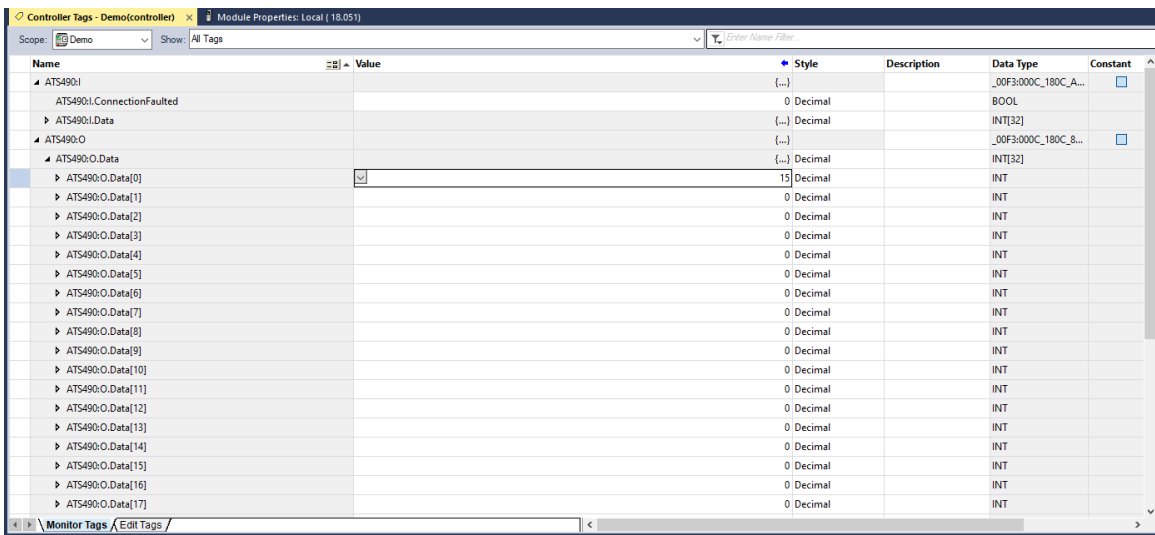 Controller Tags - Demo(controller) × Module Properties: Local ( 18.051)
Scope: Demo Show: All Tags Enter Name Filter...
Name Value Style Description Data Type Constant
ATS490:I {...} _00F3:000C_180C_A...
ATS490:I.ConnectionFaulted 0 Decimal BOOL
ATS490:I.Data {...} Decimal INT[32]
ATS490:O {...} _00F3:000C_180C_8...
ATS490:O.Data {...} Decimal INT[32]
ATS490:O.Data[0] 15 Decimal INT
ATS490:O.Data[1] 0 Decimal INT
ATS490:O.Data[2] 0 Decimal INT
ATS490:O.Data[3] 0 Decimal INT
ATS490:O.Data[4] 0 Decimal INT
ATS490:O.Data[5] 0 Decimal INT
ATS490:O.Data[6] 0 Decimal INT
ATS490:O.Data[7] 0 Decimal INT
ATS490:O.Data[8] 0 Decimal INT
ATS490:O.Data[9] 0 Decimal INT
ATS490:O.Data[10] 0 Decimal INT
ATS490:O.Data[11] 0 Decimal INT
ATS490:O.Data[12] 0 Decimal INT
ATS490:O.Data[13] 0 Decimal INT
ATS490:O.Data[14] 0 Decimal INT
ATS490:O.Data[15] 0 Decimal INT
ATS490:O.Data[16] 0 Decimal INT
ATS490:O.Data[17] 0 Decimal INT
Monitor Tags Edit Tags